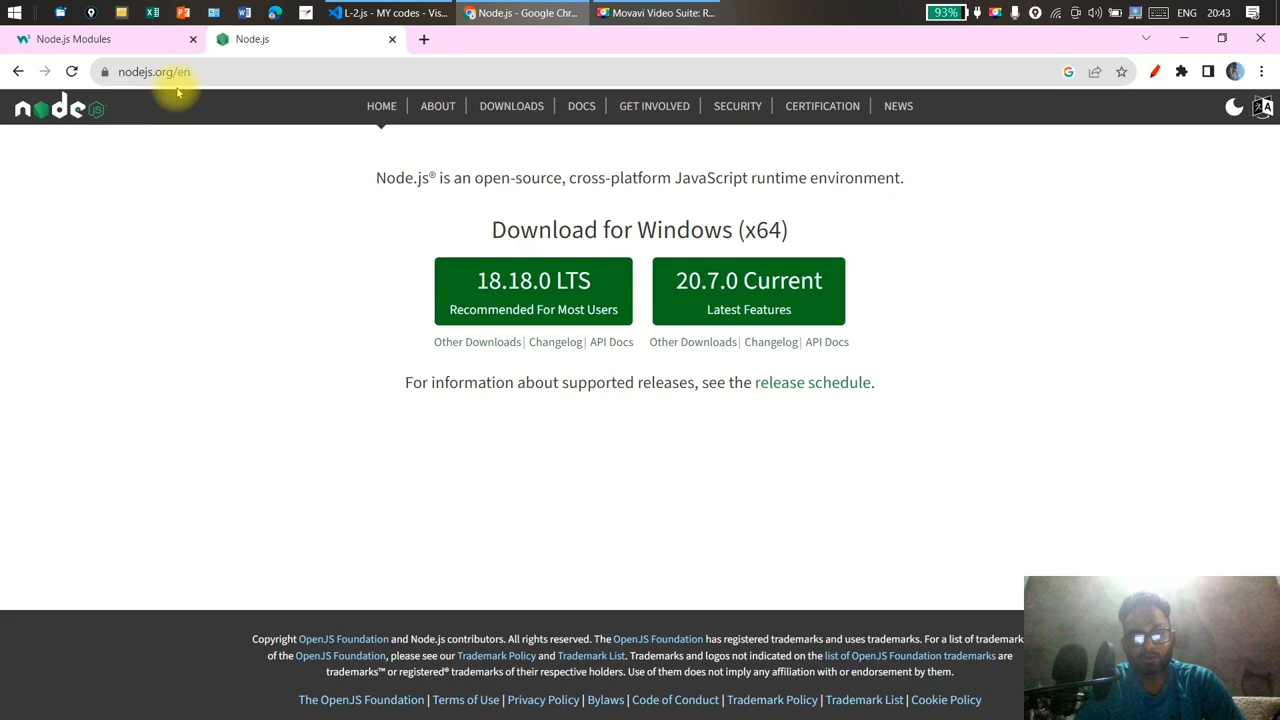 L-2.js - MY codes - Vis...
Node.js - Google Chr...
Movavi Video Suite: R...
93%
ENG
20:43
Node.js Modules
Node.js
nodejs.org/en
node
JS
HOME
ABOUT
DOWNLOADS
DOCS
GET INVOLVED
SECURITY
CERTIFICATION
NEWS
Node.js® is an open-source, cross-platform JavaScript runtime environment.
Download for Windows (x64)
18.18.0 LTS
Recommended For Most Users
20.7.0 Current
Latest Features
Other Downloads | Changelog | API Docs
Other Downloads | Changelog | API Docs
For information about supported releases, see the release schedule.
Copyright OpenJS Foundation and Node.js contributors. All rights reserved. The OpenJS Foundation has registered trademarks and uses trademarks. For a list of trademark
of the OpenJS Foundation, please see our Trademark Policy and Trademark List. Trademarks and logos not indicated on the list of OpenJS Foundation trademarks are
trademarks™ or registered® trademarks of their respective holders. Use of them does not imply any affiliation with or endorsement by them.
The OpenJS Foundation | Terms of Use | Privacy Policy | Bylaws | Code of Conduct | Trademark Policy | Trademark List | Cookie Policy